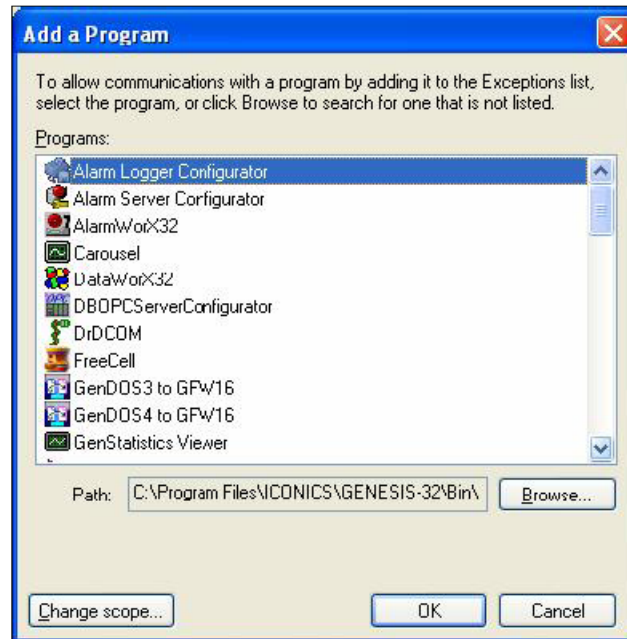 Add a Program
To allow communications with a program by adding it to the Exceptions list,
select the program, or click Browse to search for one that is not listed.
Programs:
Alarm Logger Configurator
Alarm Server Configurator
AlarmWorX32
Carousel
DataWorX32
DBOPCServerConfigurator
DrDCOM
FreeCell
GenDOS3 to GFW16
GenDOS4 to GFW16
GenStatistics Viewer
Path: C:\Program Files\ICONICS\GENESIS-32\Bin\ Browse...
Change scope... OK Cancel